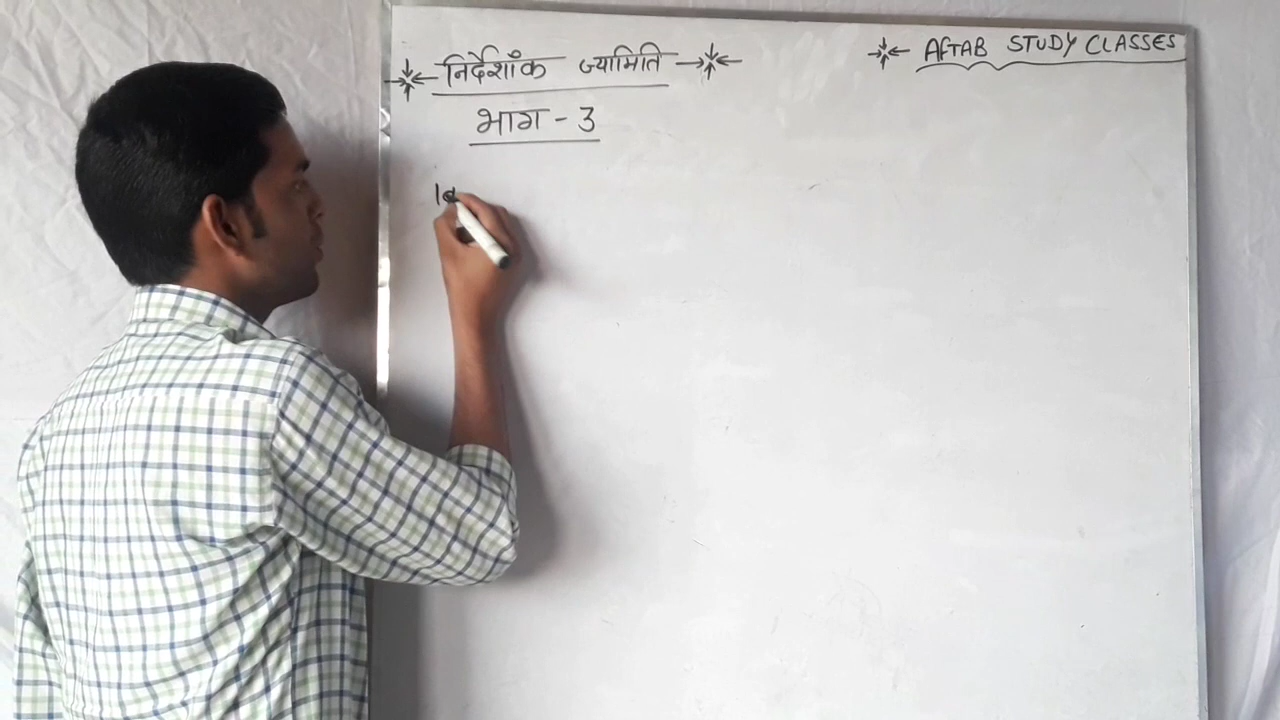 निर्देशांक ज्यामिति
AFTAB STUDY CLASSES
भाग - 3